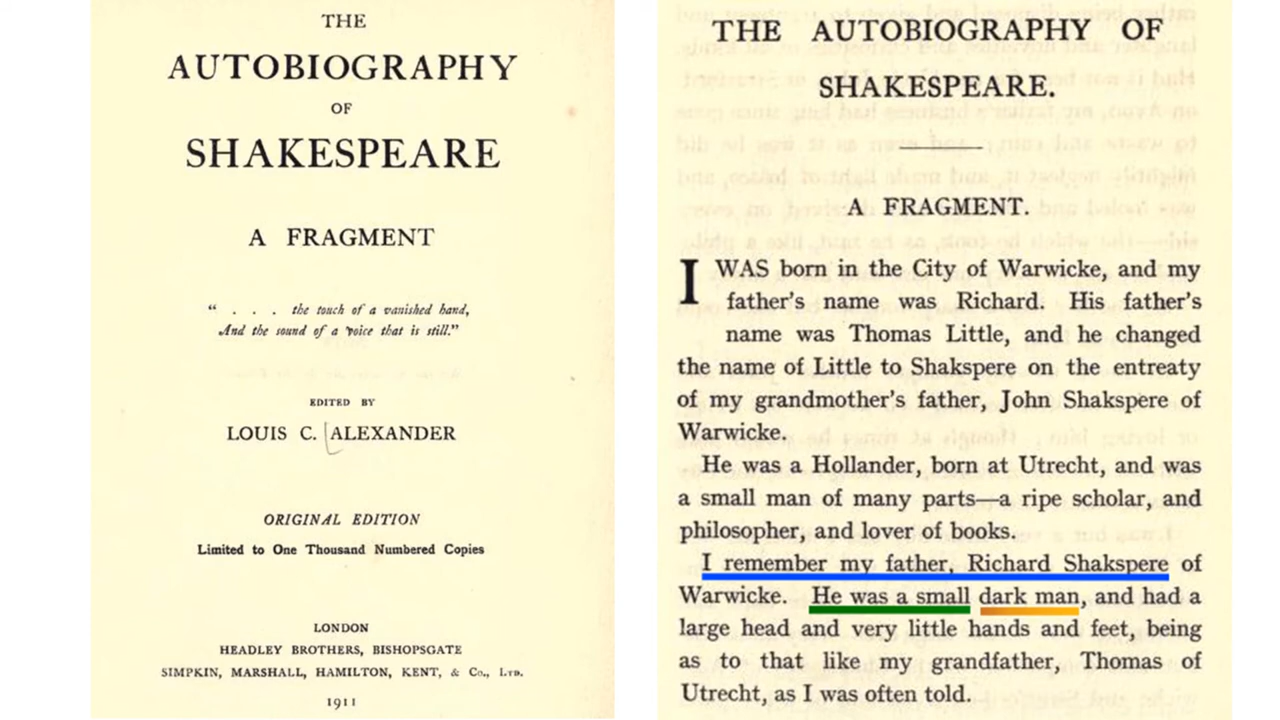 THE
AUTOBIOGRAPHY
OF
SHAKESPEARE
A FRAGMENT
“ . . . the touch of a vanished hand,
And the sound of a voice that is still.”
EDITED BY
LOUIS C. ALEXANDER
ORIGINAL EDITION
Limited to One Thousand Numbered Copies
LONDON
HEADLEY BROTHERS, BISHOPSGATE
SIMPKIN, MARSHALL, HAMILTON, KENT, & Co., LTD.
1911
THE AUTOBIOGRAPHY OF
SHAKESPEARE.
A FRAGMENT.
I WAS born in the City of Warwicke, and my
father’s name was Richard. His father’s
name was Thomas Little, and he changed
the name of Little to Shakspere on the entreaty
of my grandmother’s father, John Shakspere of
Warwicke.
He was a Hollander, born at Utrecht, and was
a small man of many parts—a ripe scholar, and
philosopher, and lover of books.
I remember my father, Richard Shakspere of
Warwicke. He was a small dark man, and had a
large head and very little hands and feet, being
as to that like my grandfather, Thomas of
Utrecht, as I was often told.